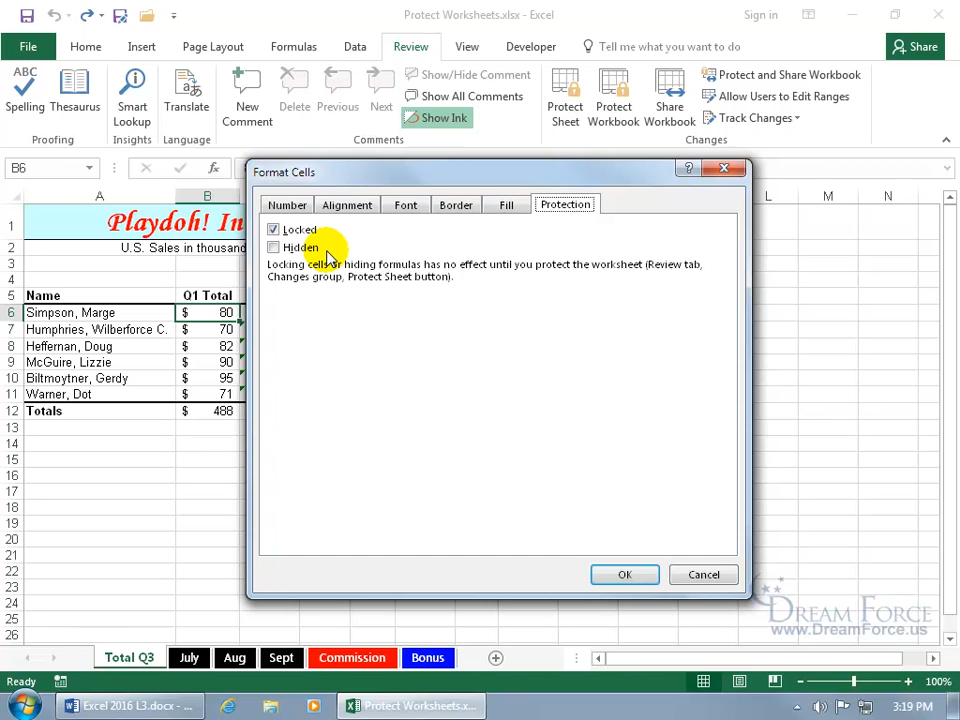 Protect Worksheets.xlsx - Excel
Sign in
File Home Insert Page Layout Formulas Data Review View Developer Tell me what you want to do Share
ABC
Spelling Thesaurus Smart Lookup Translate New Comment Delete Previous Next
Show/Hide Comment
Show All Comments
Show Ink
Protect Sheet Protect Workbook Share Workbook
Protect and Share Workbook
Allow Users to Edit Ranges
Track Changes
Proofing Insights Language Comments Changes
B6 fx
Format Cells
Number Alignment Font Border Fill Protection
Locked
Hidden
Locking cells or hiding formulas has no effect until you protect the worksheet (Review tab,
Changes group, Protect Sheet button).
OK Cancel
A B L M N
1 Playdoh! In
2 U.S. Sales in thousan
3
4
5 Name Q1 Total
6 Simpson, Marge $ 80
7 Humphries, Wilberforce C. $ 70
8 Heffernan, Doug $ 82
9 McGuire, Lizzie $ 90
10 Biltmoytner, Gerdy $ 95
11 Warner, Dot $ 71
12 Totals $ 488
13
14
15
16
17
18
19
20
21
22
23
24
25
26
DREAM FORCE
www.DreamForce.us
Total Q3 July Aug Sept Commission Bonus
Ready 100%
Excel 2016 L3.docx - ... Protect Worksheets.x... 3:19 PM